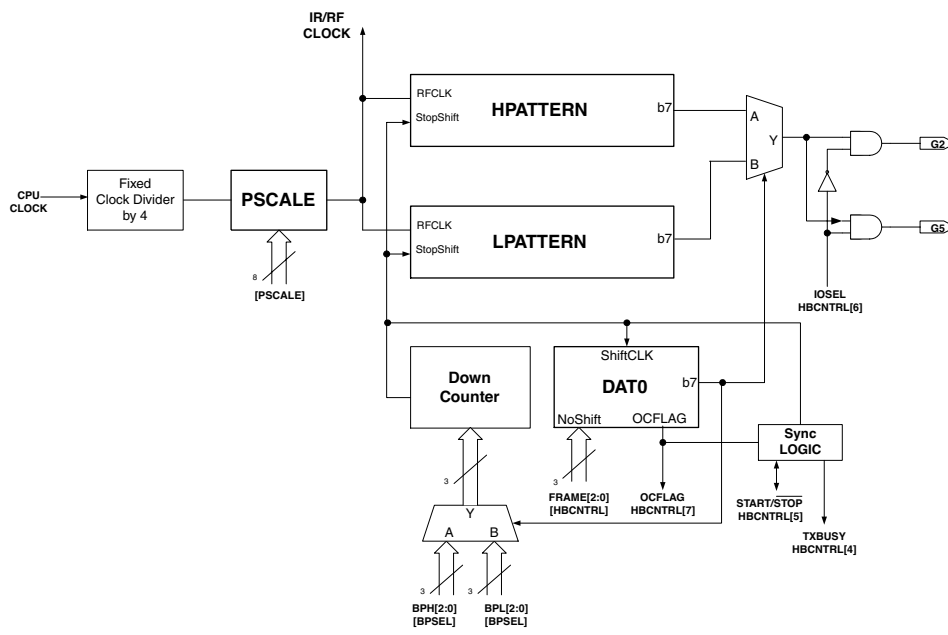 IR/RF
CLOCK
RFCLK
HPATTERN
b7
StopShift
A
Y
B
G2
CPU
CLOCK
Fixed
Clock Divider
by 4
PSCALE
8
[PSCALE]
RFCLK
LPATTERN
b7
StopShift
G5
IOSEL
HBCNTRL[6]
Down
Counter
ShiftCLK
DAT0
b7
NoShift
OCFLAG
Sync
LOGIC
3
3
FRAME[2:0]
[HBCNTRL]
OCFLAG
HBCNTRL[7]
START/STOP
HBCNTRL[5]
TXBUSY
HBCNTRL[4]
Y
A
B
3
3
BPH[2:0]
[BPSEL]
BPL[2:0]
[BPSEL]